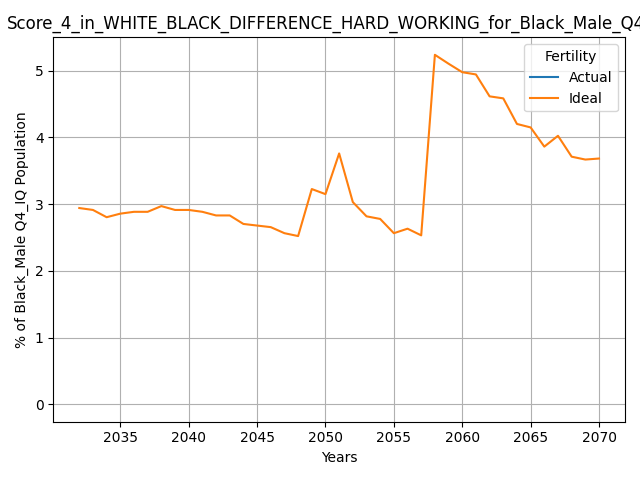 Score_4_in_WHITE_BLACK_DIFFERENCE_HARD_WORKING_for_Black_Male_Q4
Fertility
Actual
Ideal
% of Black_Male Q4_IQ Population
5
4
3
2
1
0
2035 2040 2045 2050 2055 2060 2065 2070
Years